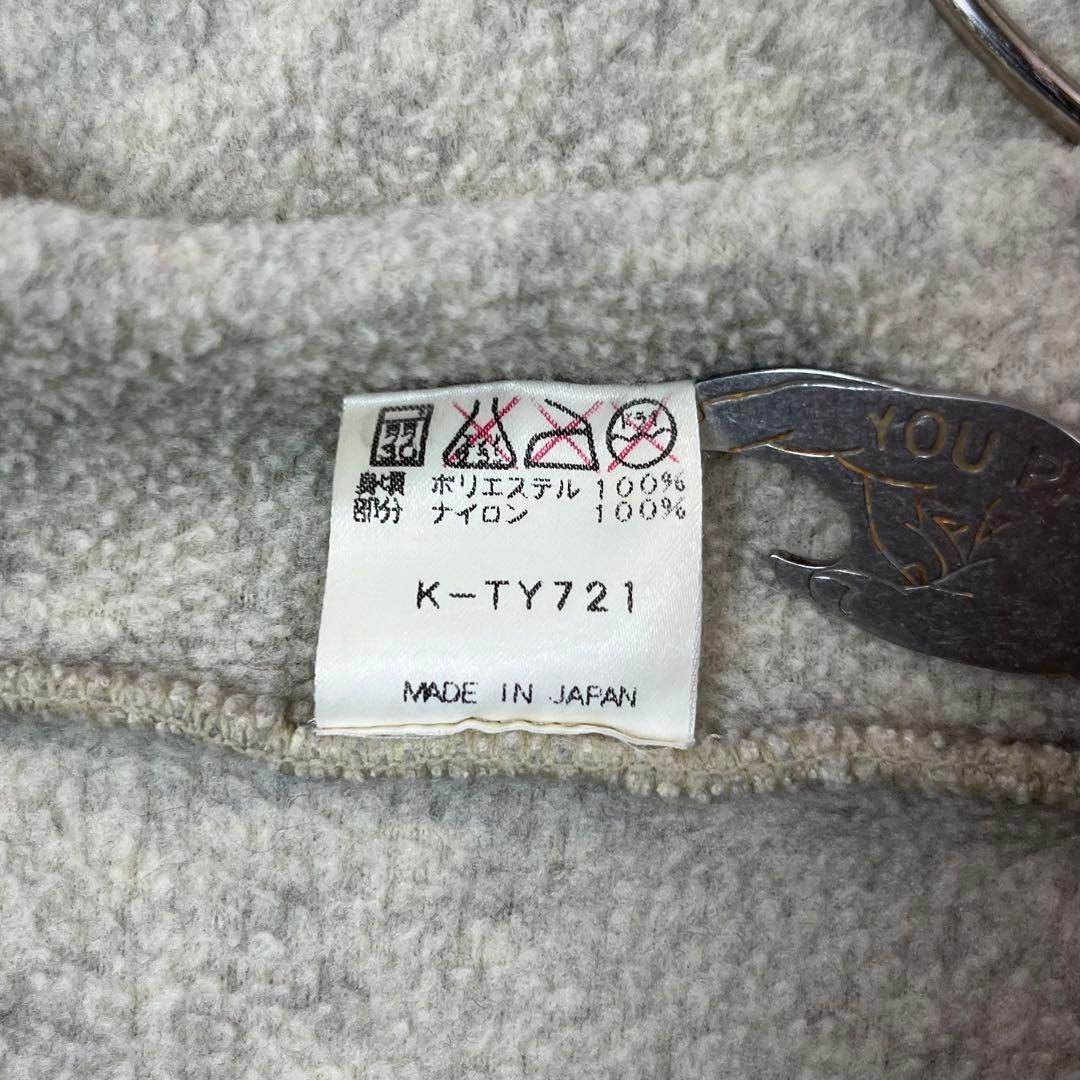 身頃 ポリエステル 100%
部分 ナイロン 100%
K-TY721
MADE IN JAPAN
YOU